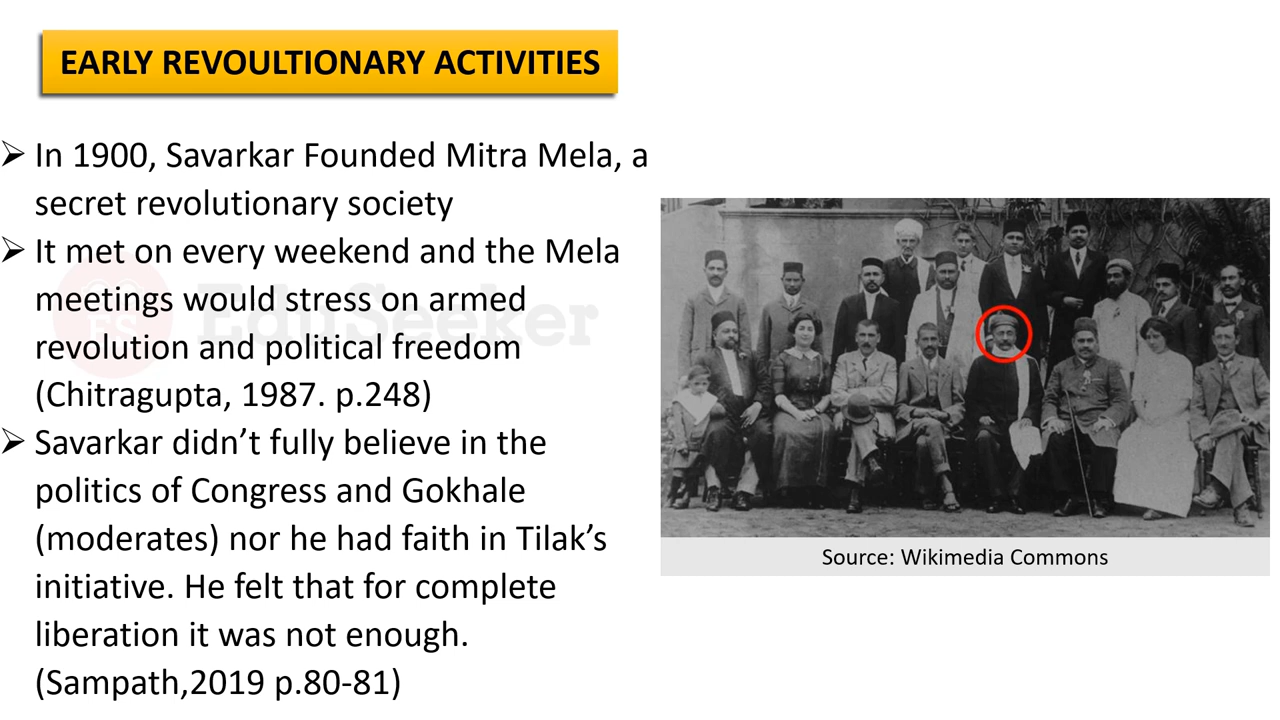 EARLY REVOULTIONARY ACTIVITIES
➢ In 1900, Savarkar Founded Mitra Mela, a
secret revolutionary society
➢ It met on every weekend and the Mela
meetings would stress on armed
revolution and political freedom
(Chitragupta, 1987. p.248)
➢ Savarkar didn’t fully believe in the
politics of Congress and Gokhale
(moderates) nor he had faith in Tilak’s
initiative. He felt that for complete
liberation it was not enough.
(Sampath,2019 p.80-81)
ES EduSeeker
Source: Wikimedia Commons